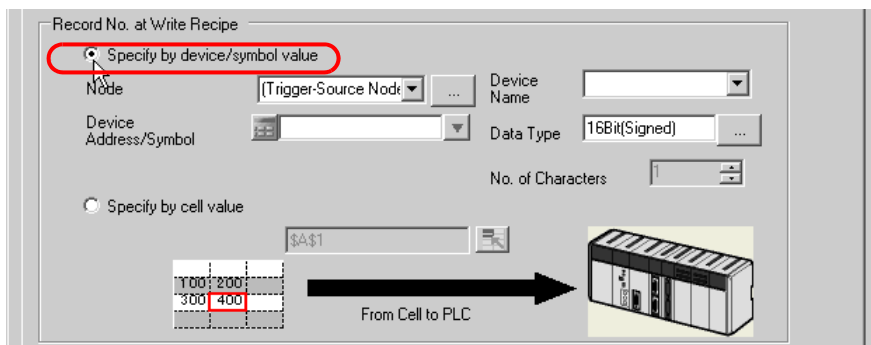 Record No. at Write Recipe
Specify by device/symbol value
Node
(Trigger-Source Node
...
Device
Name
Device
Address/Symbol
Data Type
16Bit(Signed)
...
No. of Characters
1
Specify by cell value
$A$1
100 200
300 400
From Cell to PLC